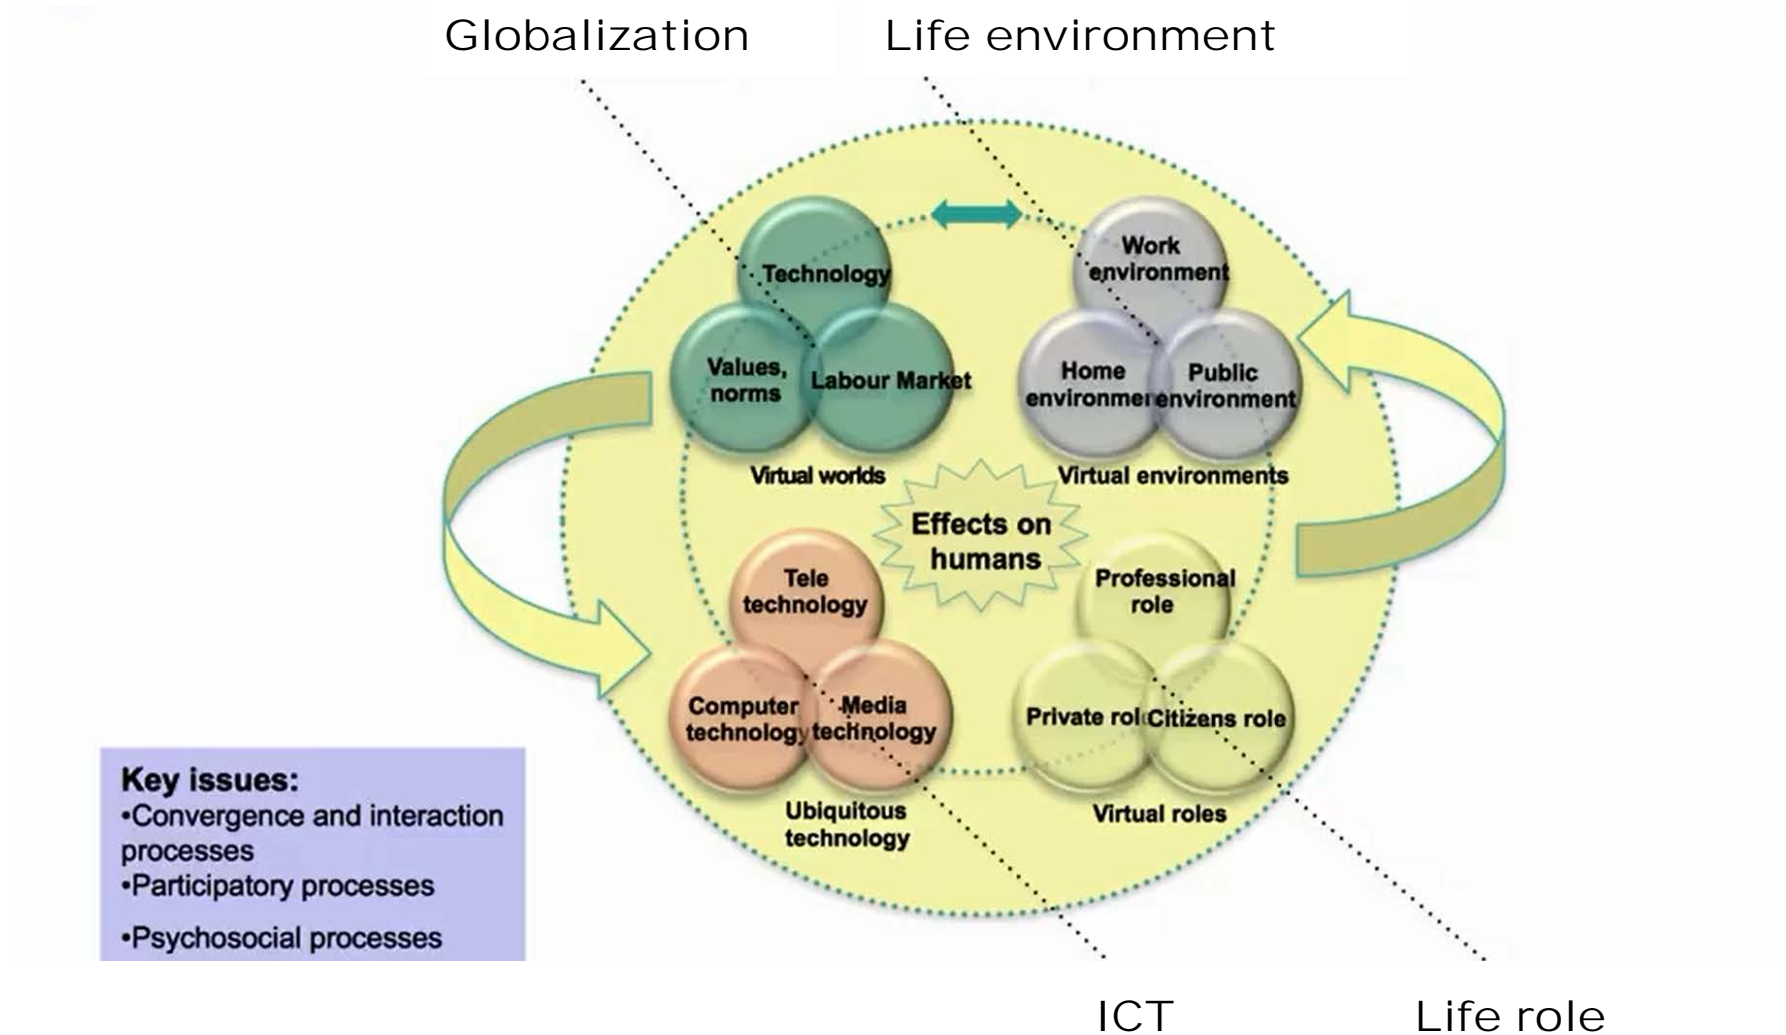 Globalization
Life environment
Technology
Values,
norms
Labour Market
Virtual worlds
Work
environment
Home
environmer
Public
environment
Virtual environments
Effects on
humans
Tele
technology
Computer
technology
Media
technology
Ubiquitous
technology
Professional
role
Private rol
Citizens role
Virtual roles
Key issues:
•Convergence and interaction
processes
•Participatory processes
•Psychosocial processes
ICT
Life role